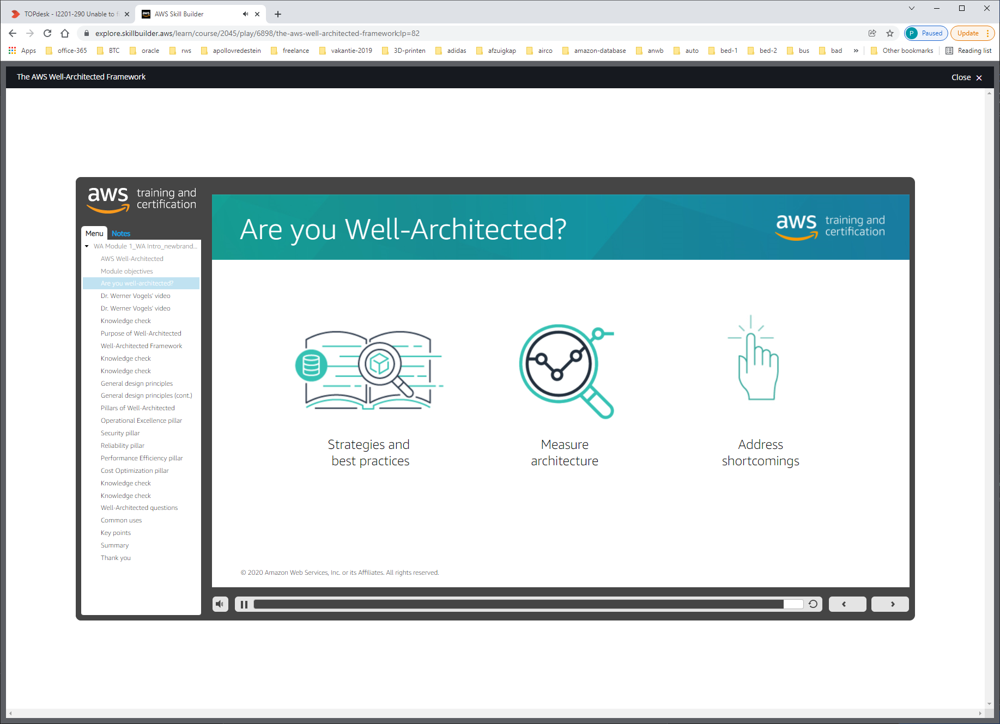 TOPdesk - I2201-290 Unable to f
AWS Skill Builder
explore.skillbuilder.aws/learn/course/2045/play/6898/the-aws-well-architected-framework;lp=82
P Paused
Update
Apps office-365 BTC oracle rws apollovredestein freelance vakantie-2019 3D-printen adidas afzuigkap airco amazon-database anwb auto bed-1 bed-2 bus bad » Other bookmarks Reading list
The AWS Well-Architected Framework
Close
aws training and
certification
Menu Notes
WA Module 1_WA Intro_newbrand...
AWS Well-Architected
Module objectives
Are you well-architected?
Dr. Werner Vogels' video
Dr. Werner Vogels' video
Knowledge check
Purpose of Well-Architected
Well-Architected Framework
Knowledge check
Knowledge check
General design principles
General design principles (cont.)
Pillars of Well-Architected
Operational Excellence pillar
Security pillar
Reliability pillar
Performance Efficiency pillar
Cost Optimization pillar
Knowledge check
Knowledge check
Well-Architected questions
Common uses
Key points
Summary
Thank you
Are you Well-Architected?
aws training and
certification
Strategies and
best practices
Measure
architecture
Address
shortcomings
© 2020 Amazon Web Services, Inc. or its Affiliates. All rights reserved.